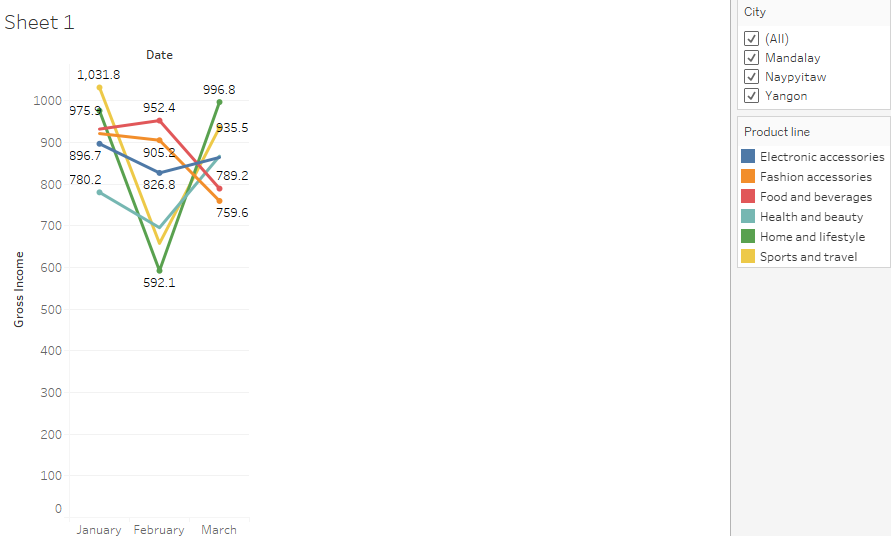 Sheet 1
Date
1,031.8
996.8
975.9
952.4
935.5
896.7
905.2
780.2
826.8
789.2
759.6
592.1
Gross Income
1000
900
800
700
600
500
400
300
200
100
0
January February March
City
(All)
Mandalay
Naypyitaw
Yangon
Product line
Electronic accessories
Fashion accessories
Food and beverages
Health and beauty
Home and lifestyle
Sports and travel